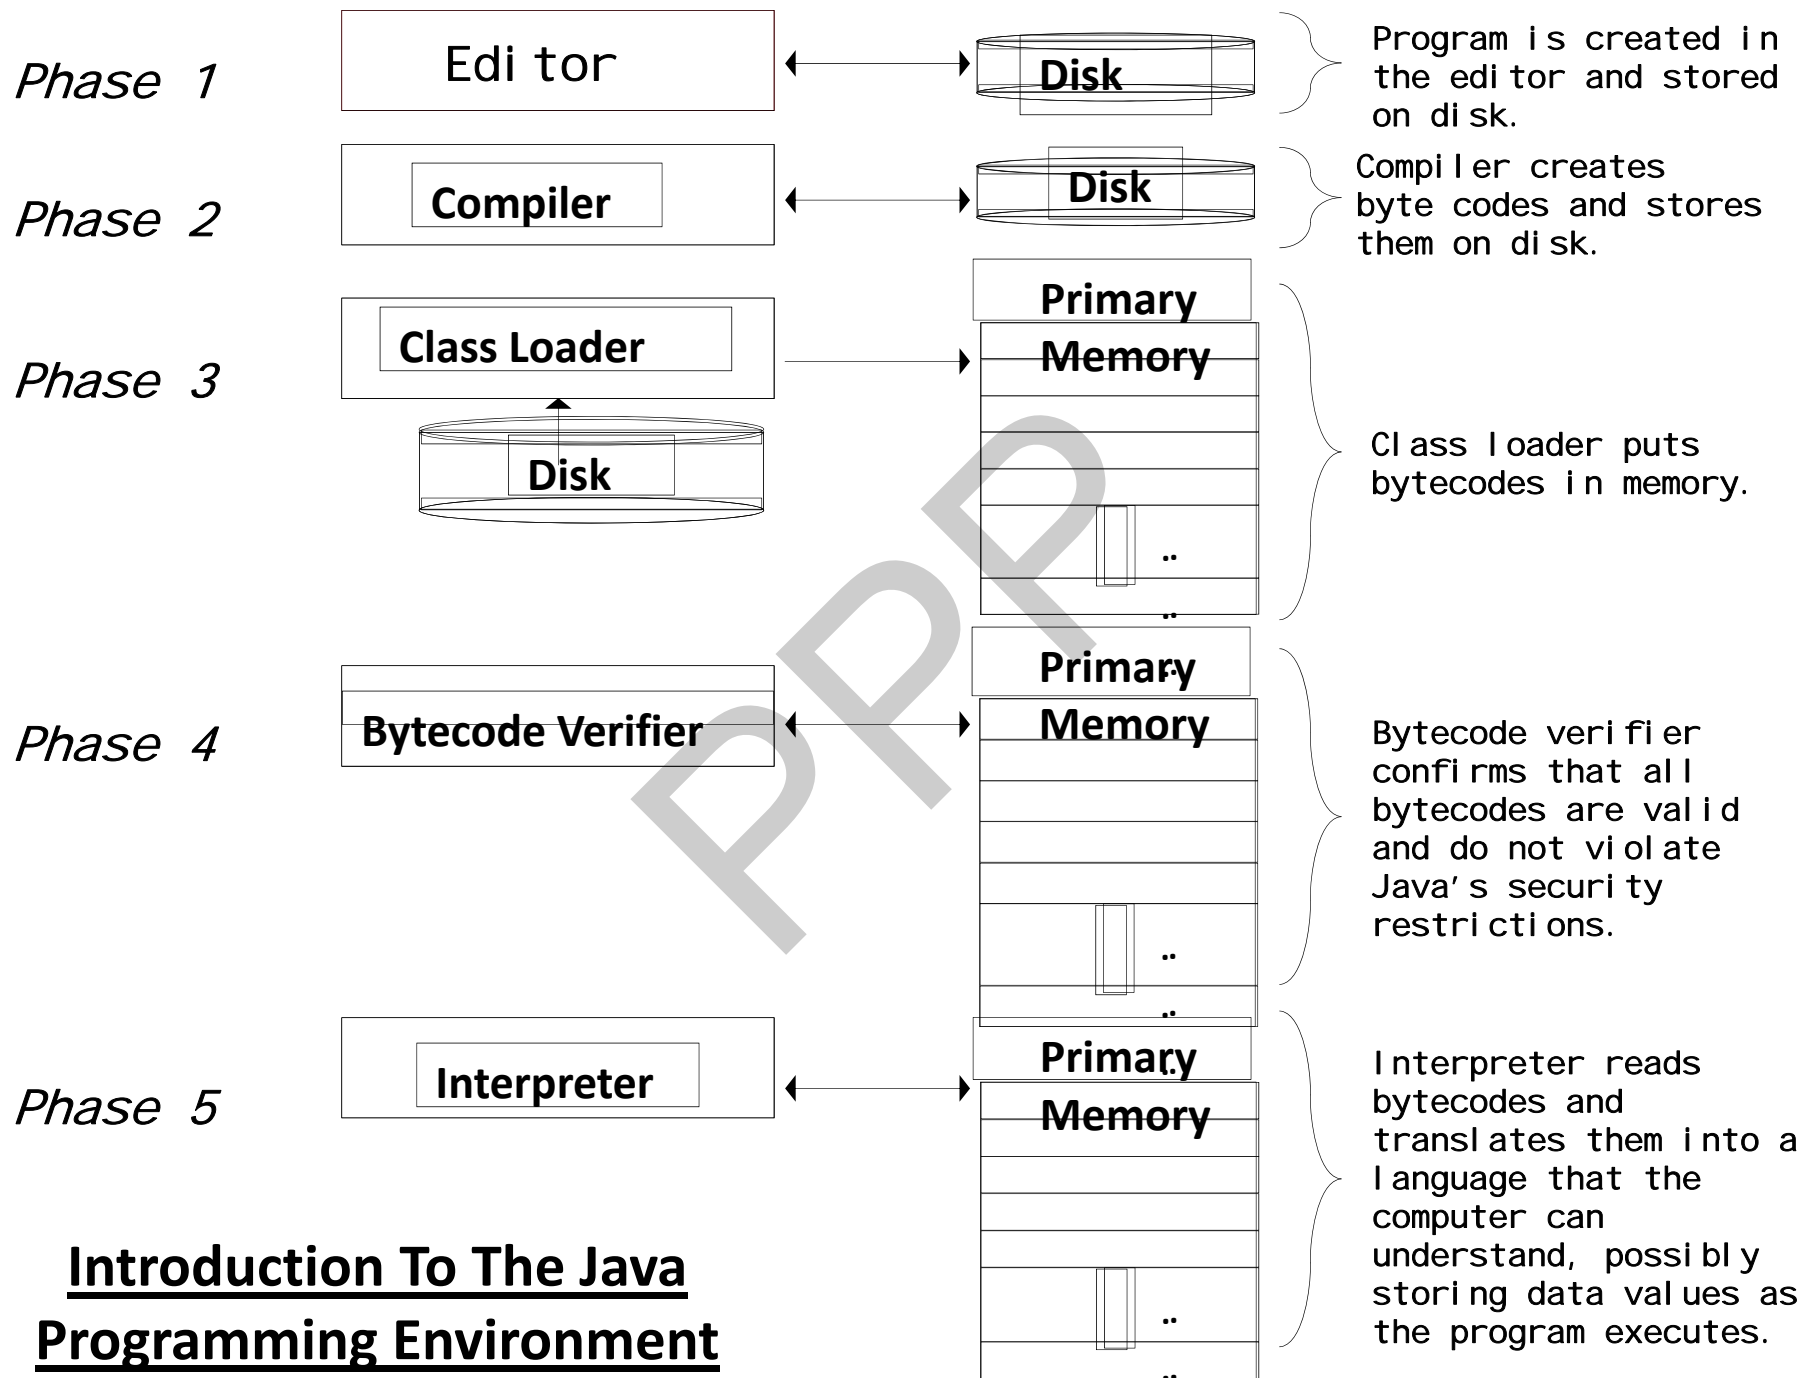 Phase 1
Editor
Disk
Program is created in
the editor and stored
on disk.
Phase 2
Compiler
Disk
Compiler creates
byte codes and stores
them on disk.
Phase 3
Class Loader
Disk
Primary
Memory
..
..
..
Class loader puts
bytecodes in memory.
Phase 4
Bytecode Verifier
Primary
Memory
..
..
..
Bytecode verifier
confirms that all
bytecodes are valid
and do not violate
Java’s security
restrictions.
Phase 5
Interpreter
Primary
Memory
..
..
Interpreter reads
bytecodes and
translates them into a
language that the
computer can
understand, possibly
storing data values as
the program executes.
Introduction To The Java
Programming Environment
PPP